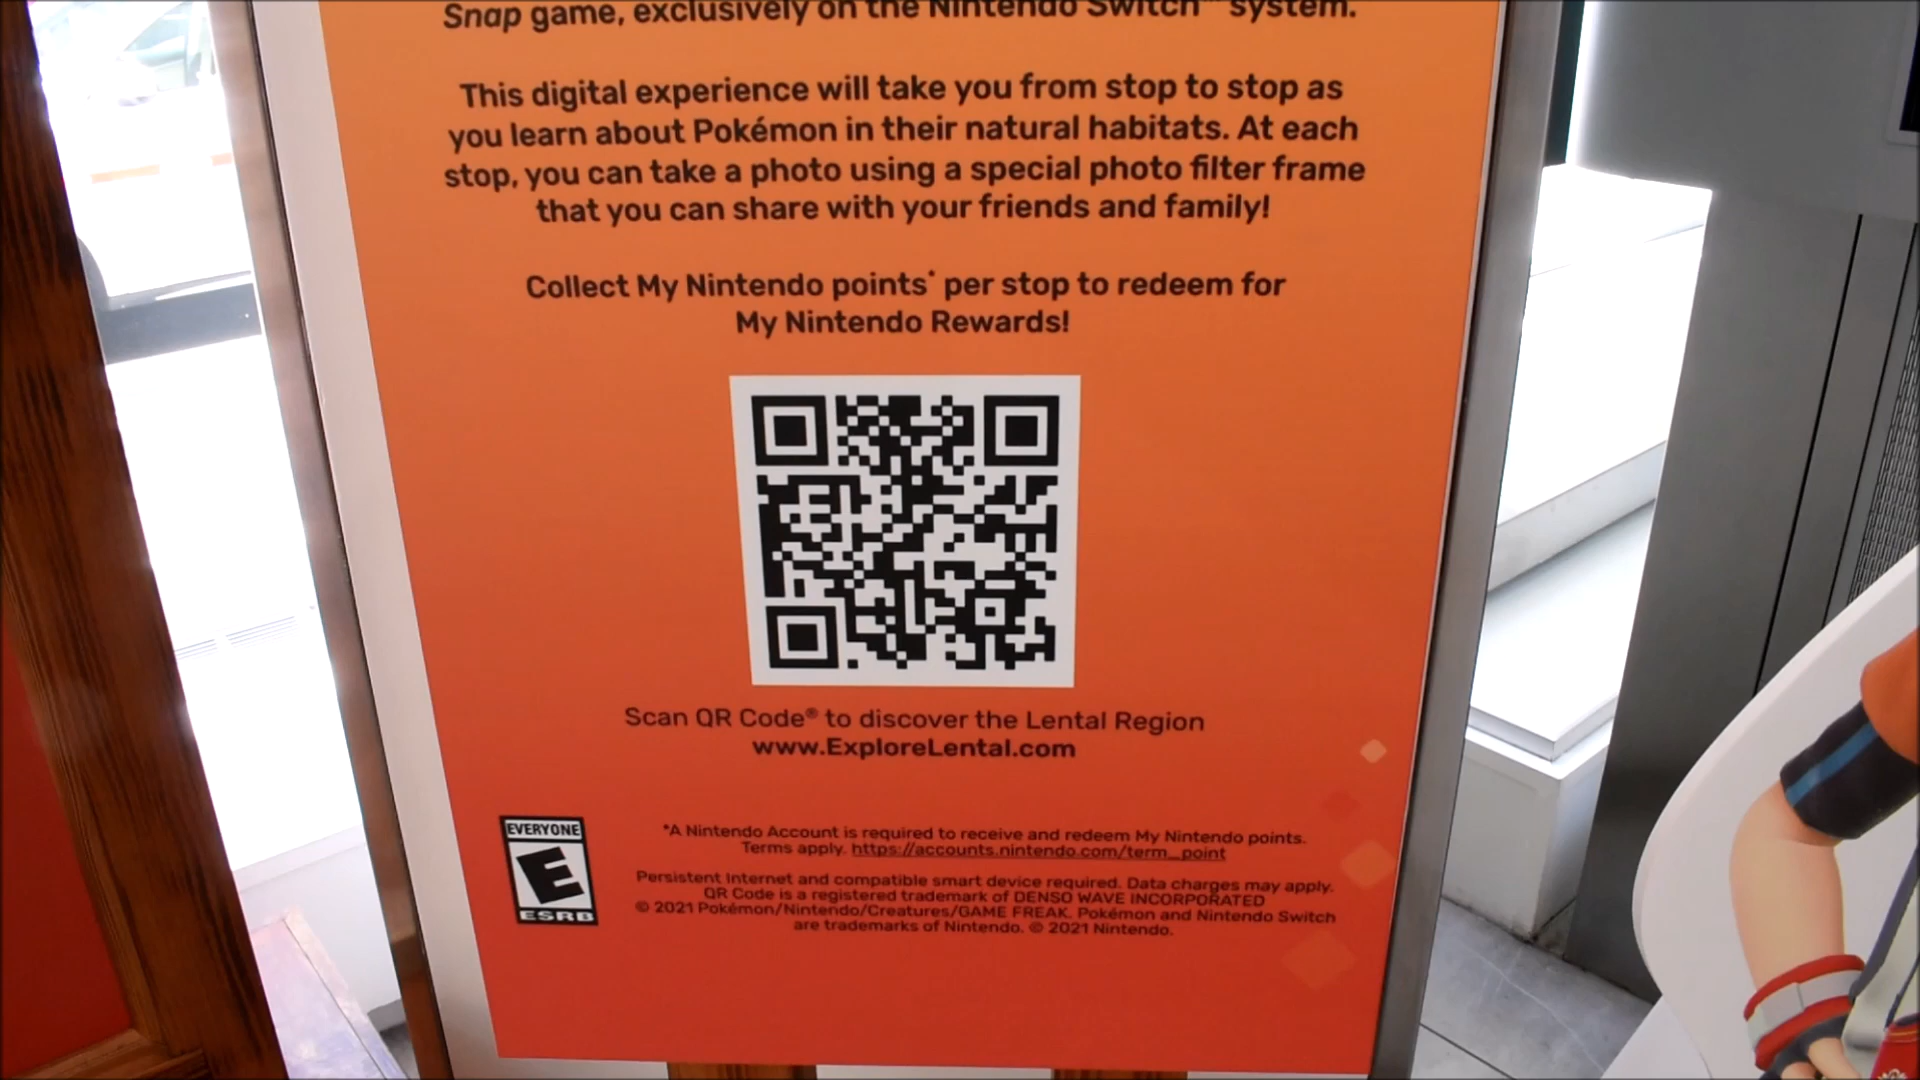 Snap game, exclusively on the Nintendo Switch™ system.
This digital experience will take you from stop to stop as
you learn about Pokémon in their natural habitats. At each
stop, you can take a photo using a special photo filter frame
that you can share with your friends and family!
Collect My Nintendo points* per stop to redeem for
My Nintendo Rewards!
Scan QR Code® to discover the Lental Region
www.ExploreLental.com
EVERYONE
E
ESRB
*A Nintendo Account is required to receive and redeem My Nintendo points.
Terms apply. https://accounts.nintendo.com/term_point
Persistent Internet and compatible smart device required. Data charges may apply.
QR Code is a registered trademark of DENSO WAVE INCORPORATED
© 2021 Pokémon/Nintendo/Creatures/GAME FREAK. Pokémon and Nintendo Switch
are trademarks of Nintendo. © 2021 Nintendo.